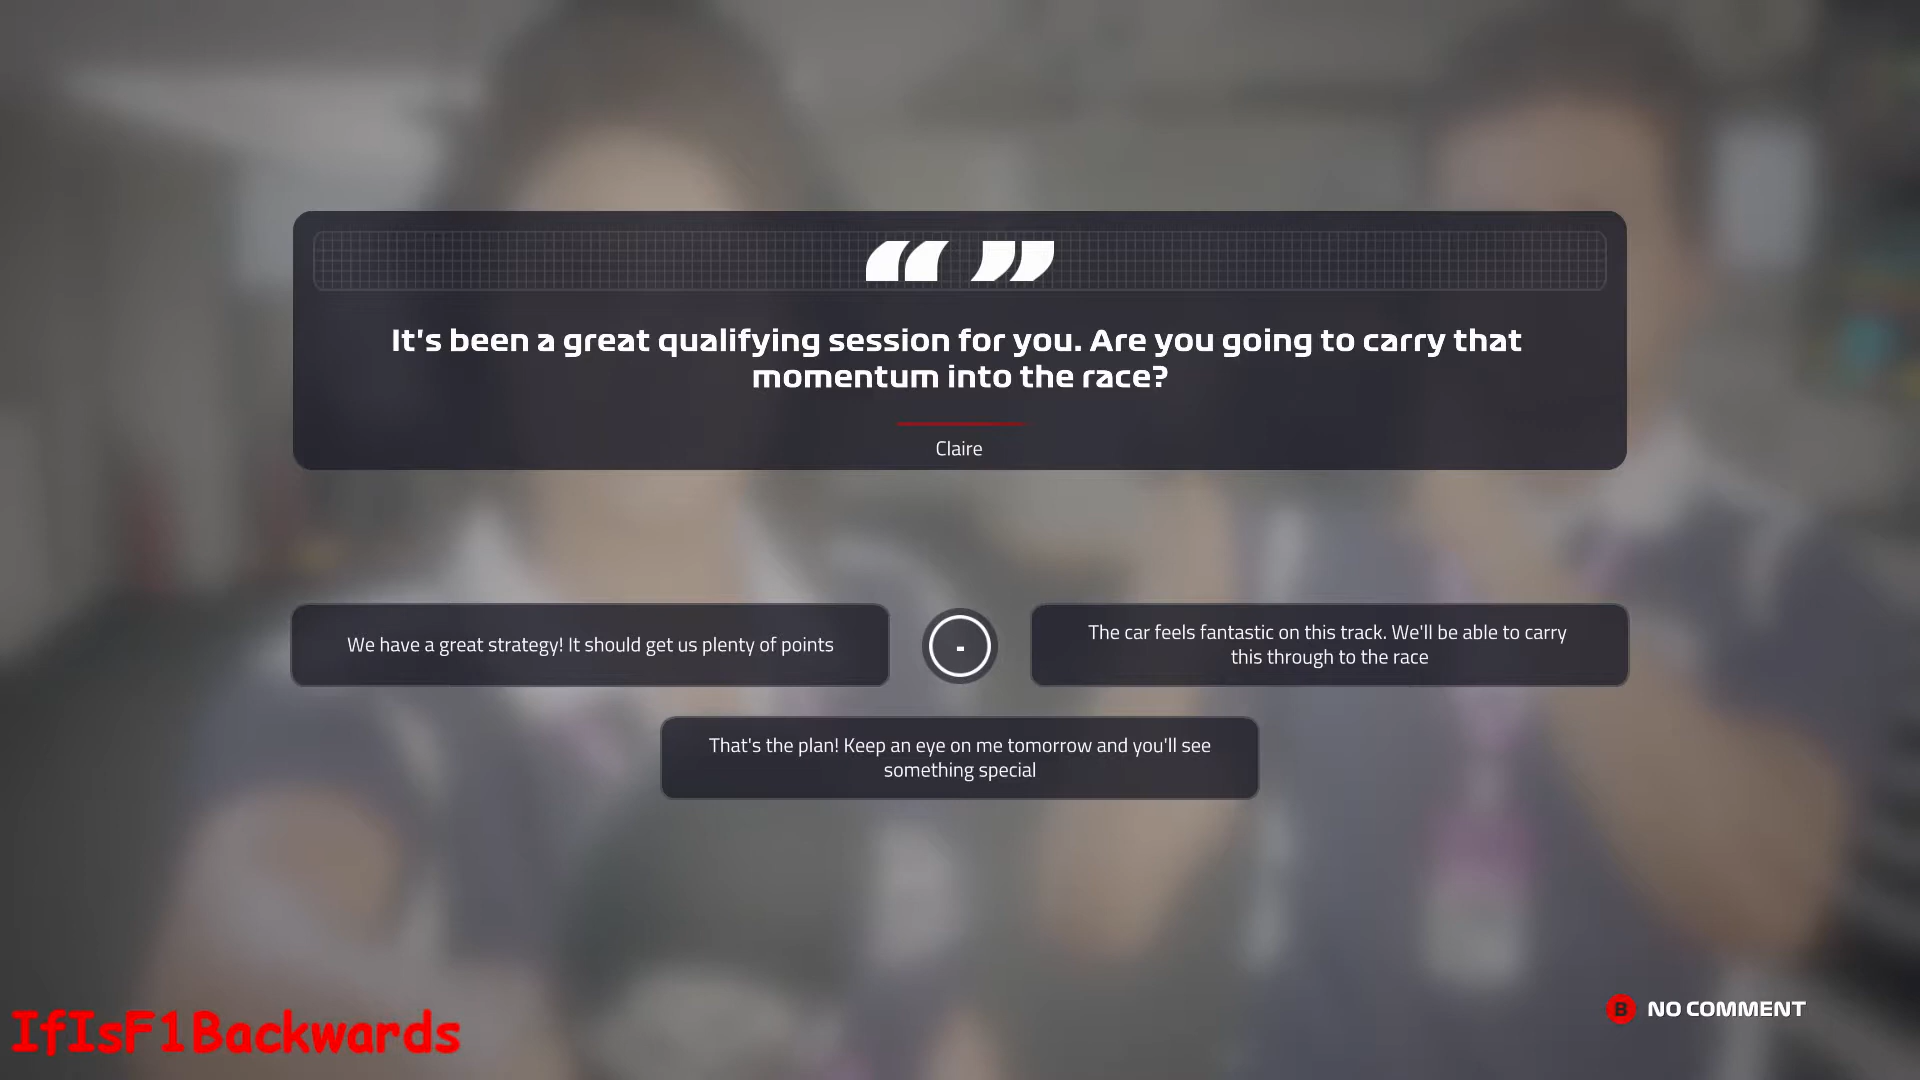 “ ”
It's been a great qualifying session for you. Are you going to carry that
momentum into the race?
Claire
We have a great strategy! It should get us plenty of points
-
The car feels fantastic on this track. We'll be able to carry
this through to the race
That's the plan! Keep an eye on me tomorrow and you'll see
something special
B NO COMMENT
IfIsF1Backwards